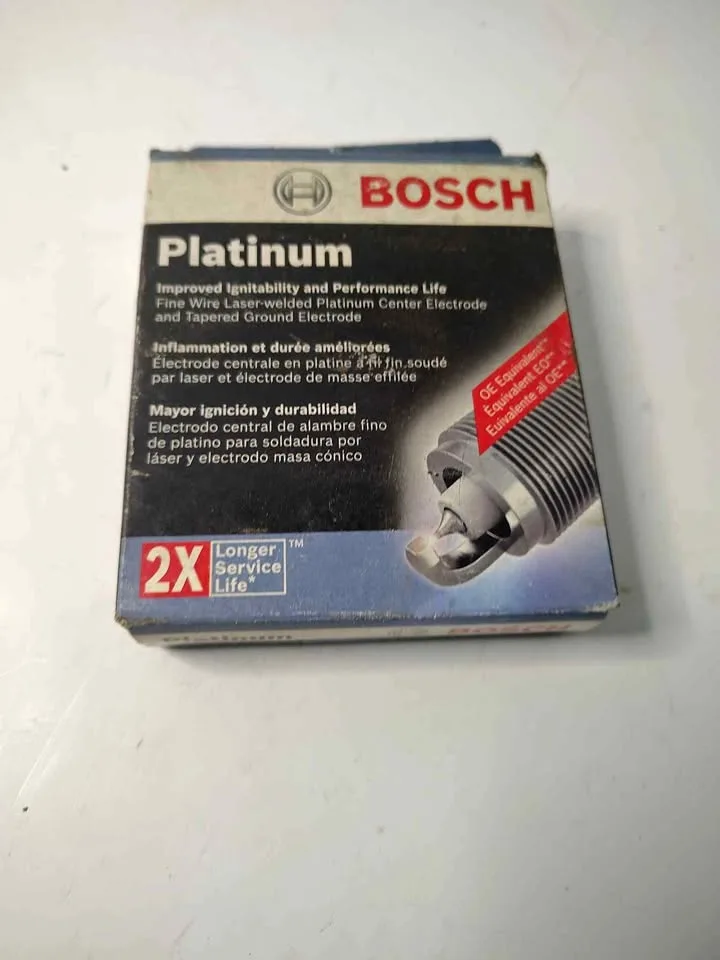 BOSCH
Platinum
Improved Ignitability and Performance Life
Fine Wire Laser-welded Platinum Center Electrode
and Tapered Ground Electrode
Inflammation et durée améliorées
Électrode centrale en platine à fil fin soudé
par laser et électrode de masse effilée
Mayor ignición y durabilidad
Electrodo central de alambre fino
de platino para soldadura por
láser y electrodo masa cónico
OE Equivalent**
Équivalent EO**
Euivalente al OE**
2X
Longer
Service
Life*
TM
Platinum
BOSCH